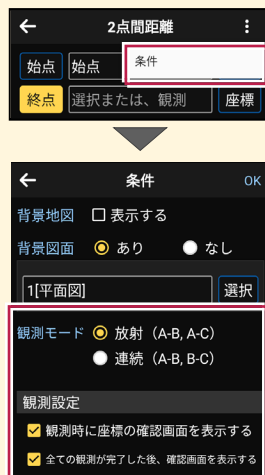 2点間距離
始点 始点
条件
終点 選択または、観測 座標
条件 OK
背景地図 表示する
背景図面 あり なし
1[平面図] 選択
観測モード 放射（A-B, A-C）
連続（A-B, B-C）
観測設定
観測時に座標の確認画面を表示する
全ての観測が完了した後、確認画面を表示する